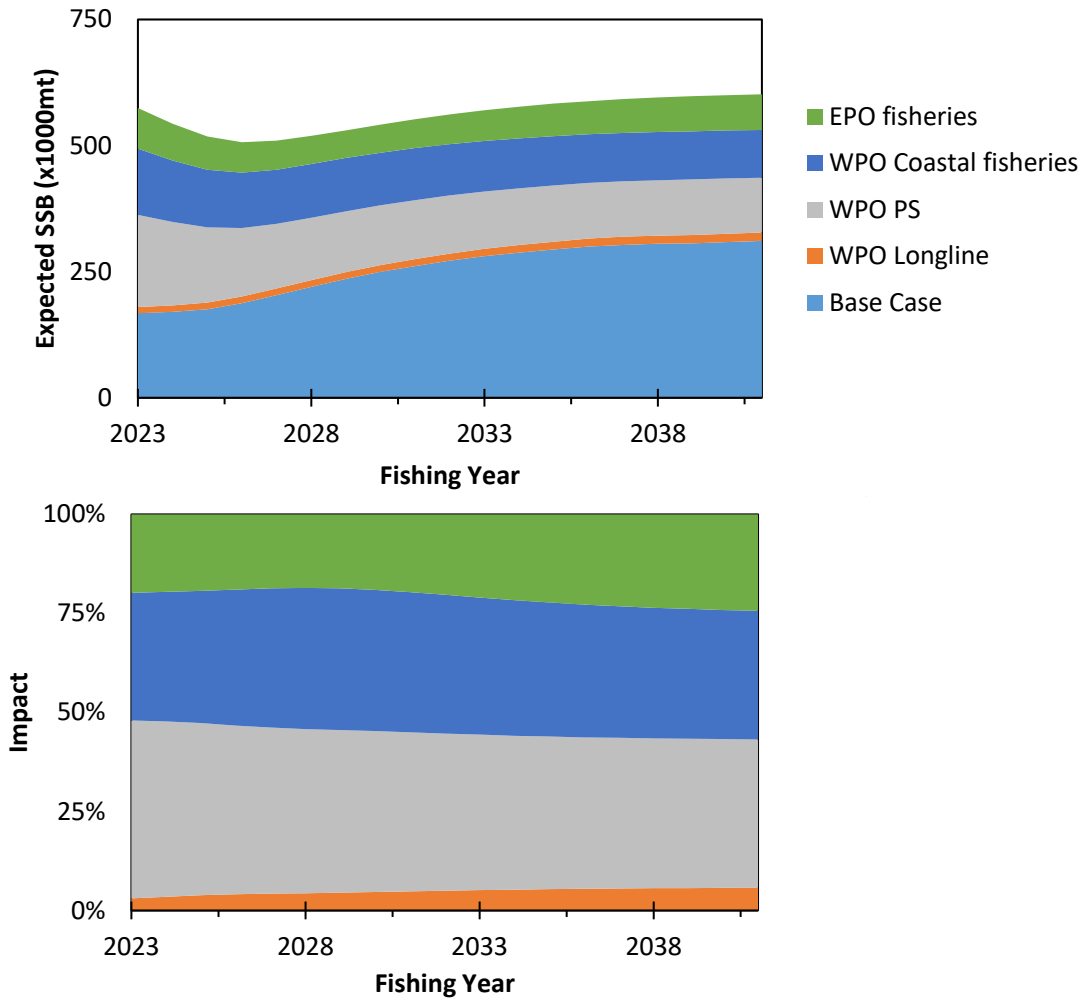 750
500
250
0
Expected SSB (x1000mt)
2023 2028 2033 2038
Fishing Year
EPO fisheries
WPO Coastal fisheries
WPO PS
WPO Longline
Base Case
100%
75%
50%
25%
0%
Impact
2023 2028 2033 2038
Fishing Year